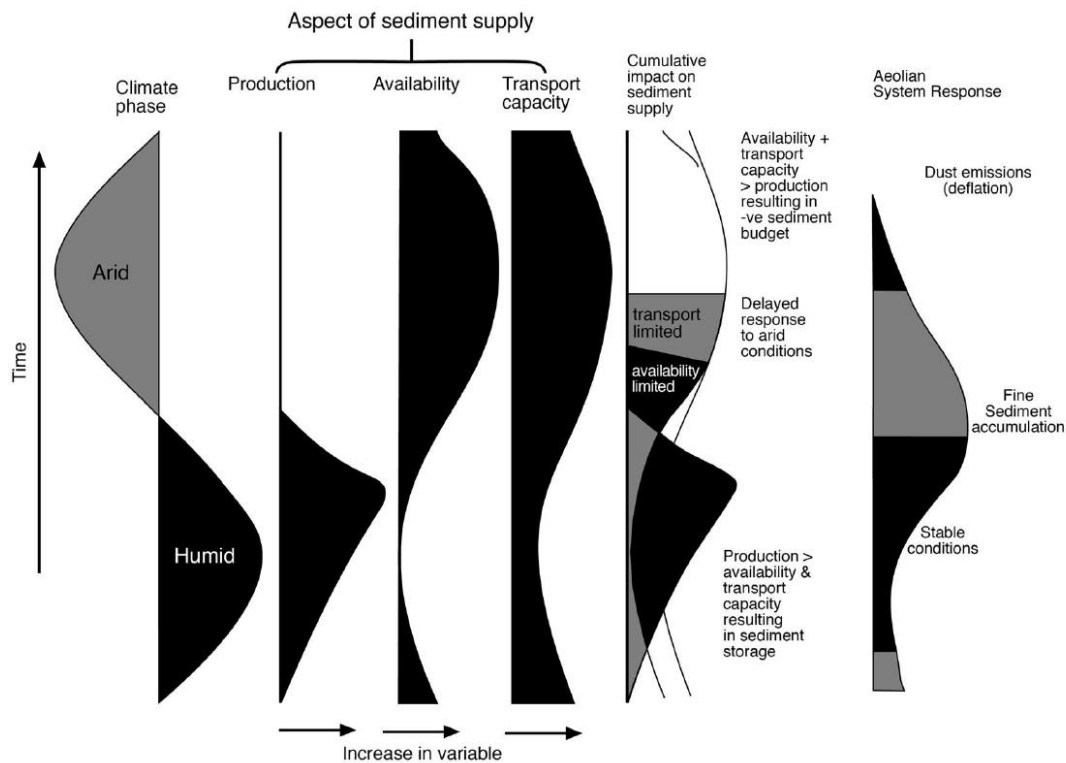 Aspect of sediment supply
Climate
phase
Production
Availability
Transport
capacity
Cumulative
impact on
sediment
supply
Aeolian
System Response
Time
Arid
Humid
transport
limited
availability
limited
Availability +
transport
capacity
> production
resulting in
-ve sediment
budget
Delayed
response
to arid
conditions
Production >
availability &
transport
capacity
resulting
in sediment
storage
Dust emissions
(deflation)
Fine
Sediment
accumulation
Stable
conditions
Increase in variable